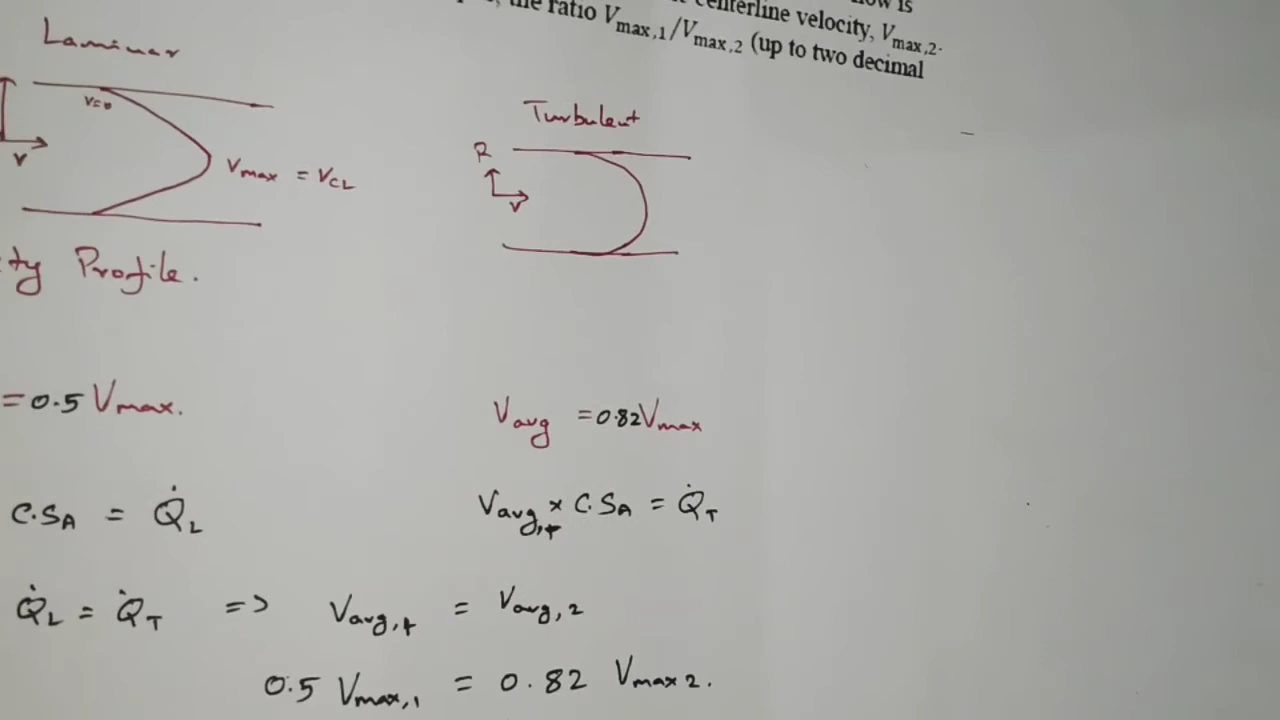 is
centerline velocity, Vmax,2.
the ratio Vmax,1/Vmax,2 (up to two decimal
Laminar
Turbulent
R
V
Vmax = VCL
V
ty Profile.
= 0.5 Vmax.
Vavg = 0.82Vmax
C.SA = Q̇L
Vavg,t × C.SA = Q̇T
Q̇L = Q̇T => Vavg,1 = Vavg,2
0.5 Vmax,1 = 0.82 Vmax2.